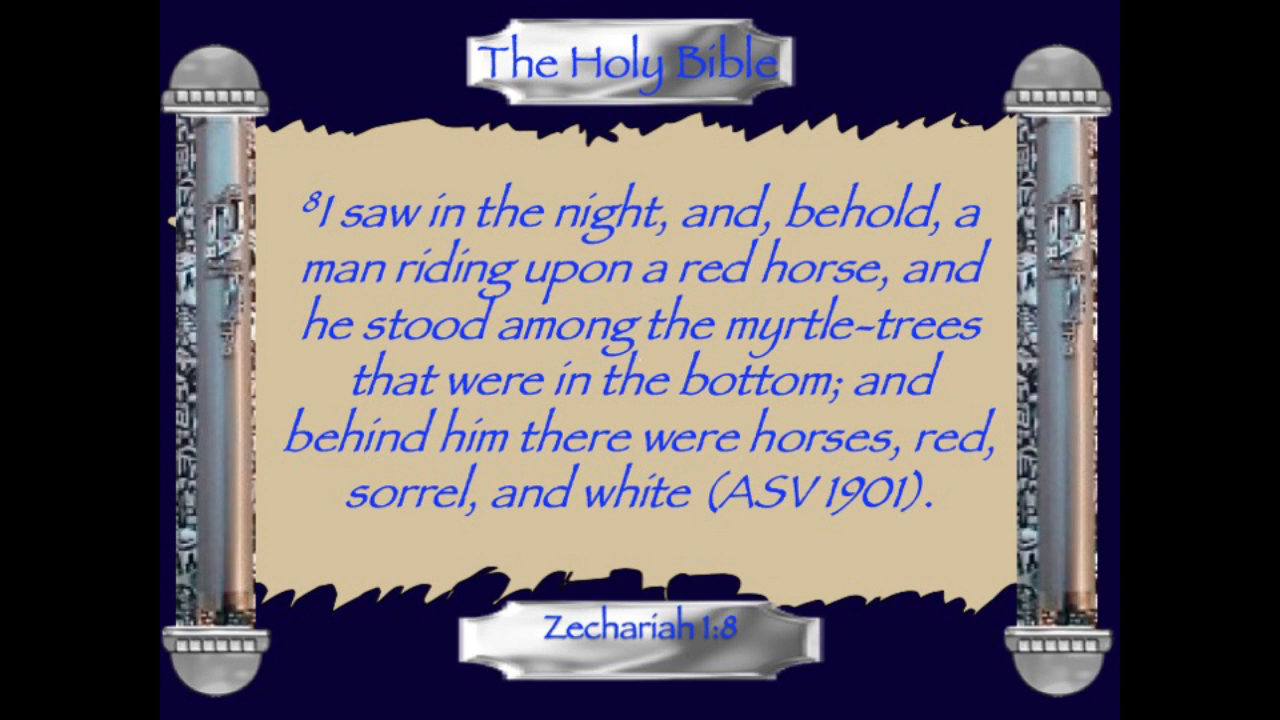 The Holy Bible
⁸I saw in the night, and, behold, a
man riding upon a red horse, and
he stood among the myrtle-trees
that were in the bottom; and
behind him there were horses, red,
sorrel, and white (ASV 1901).
Zechariah 1:8